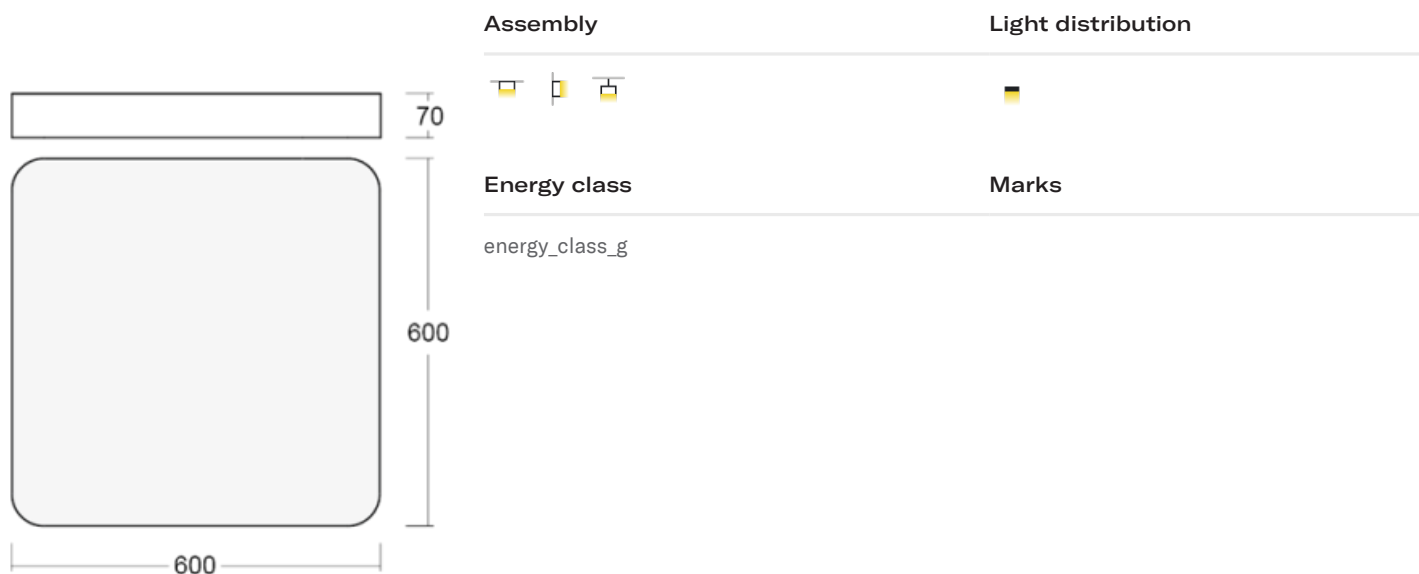 Assembly
Light distribution
70
Energy class
Marks
energy_class_g
600
600